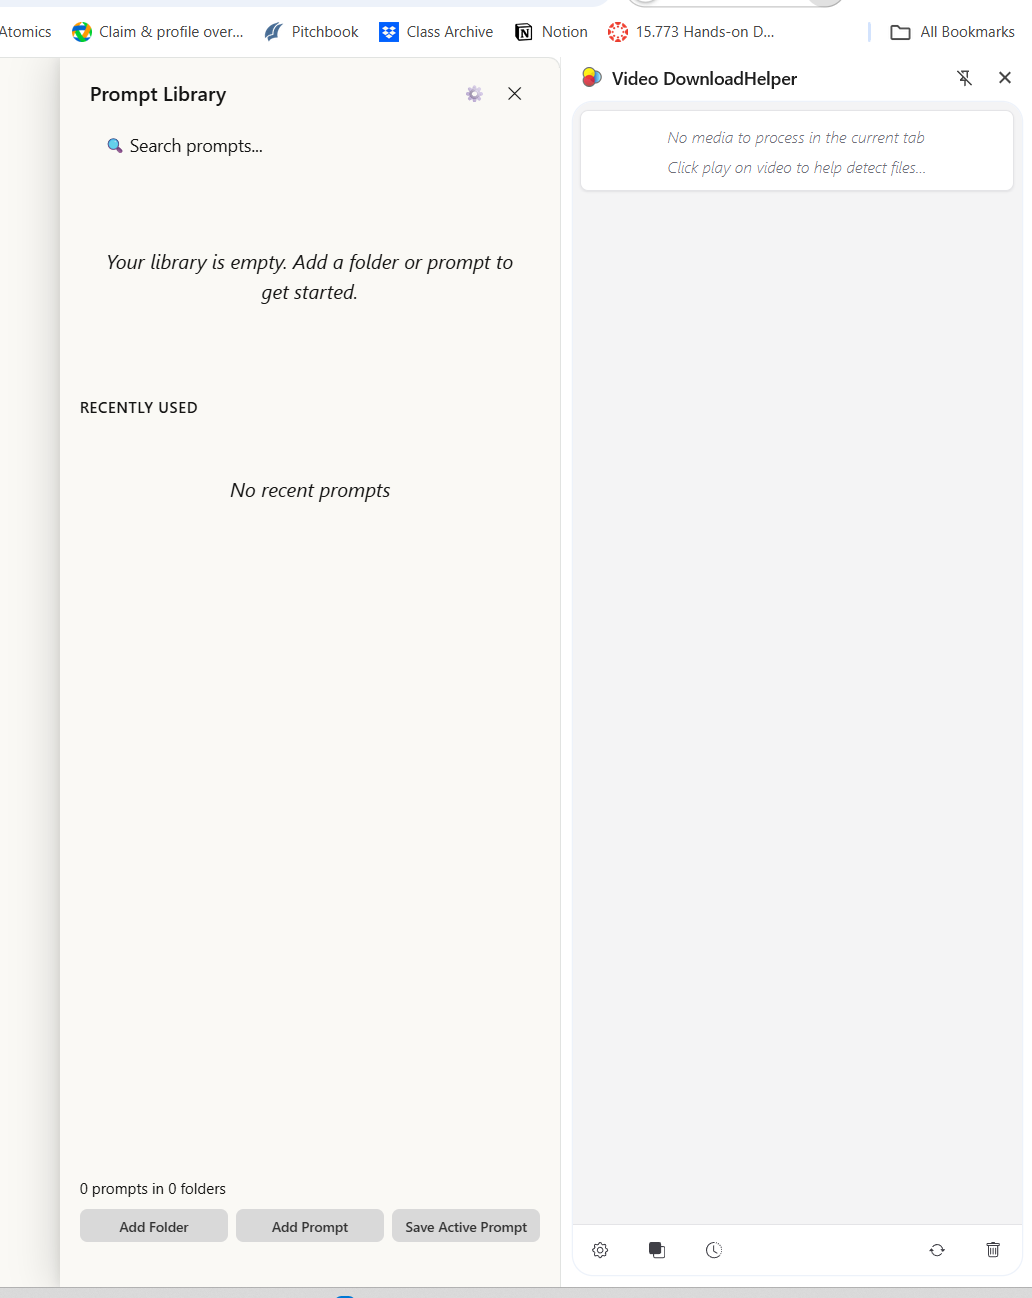 Atomics
Claim & profile over...
Pitchbook
Class Archive
Notion
15.773 Hands-on D...
All Bookmarks
Prompt Library
Search prompts...
Your library is empty. Add a folder or prompt to
get started.
RECENTLY USED
No recent prompts
0 prompts in 0 folders
Add Folder
Add Prompt
Save Active Prompt
Video DownloadHelper
No media to process in the current tab
Click play on video to help detect files...